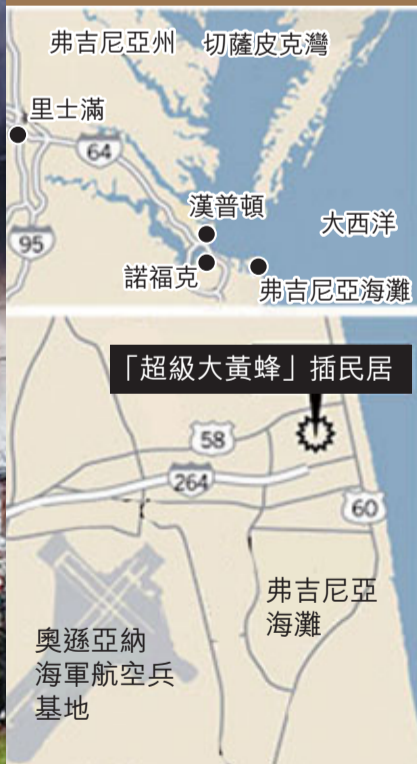 弗吉尼亞州 切薩皮克灣
里士滿
64
漢普頓
大西洋
95
諾福克
弗吉尼亞海灘
「超級大黃蜂」插民居
58
264
60
弗吉尼亞
海灘
奧遜亞納
海軍航空兵
基地